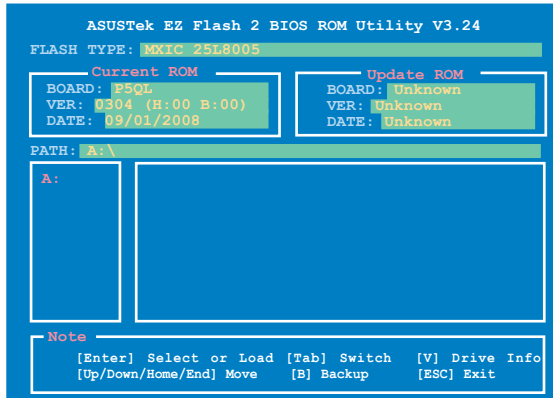 ASUSTek EZ Flash 2 BIOS ROM Utility V3.24
FLASH TYPE: MXIC 25L8005
Current ROM
BOARD: P5QL
VER: 0304 (H:00 B:00)
DATE: 09/01/2008
Update ROM
BOARD: Unknown
VER: Unknown
DATE: Unknown
PATH: A:\
A:
Note
[Enter] Select or Load [Tab] Switch [V] Drive Info
[Up/Down/Home/End] Move [B] Backup [ESC] Exit